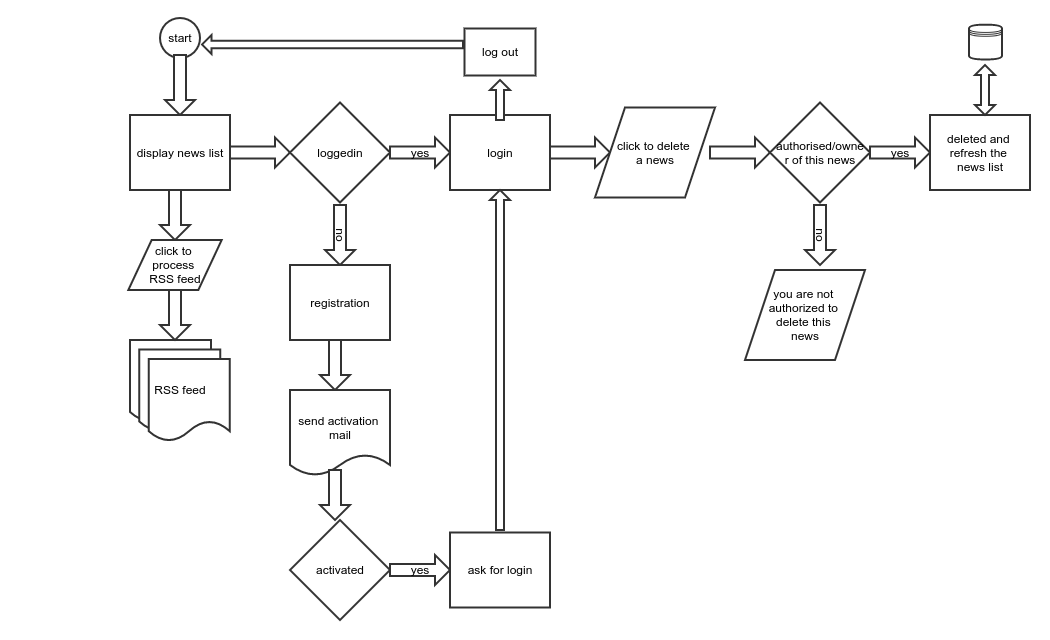 start
log out
display news list
loggedin
yes
login
click to delete
a news
authorised/owne
r of this news
yes
deleted and
refresh the
news list
no
no
click to
process
RSS feed
registration
you are not
authorized to
delete this
news
RSS feed
send activation
mail
activated
yes
ask for login